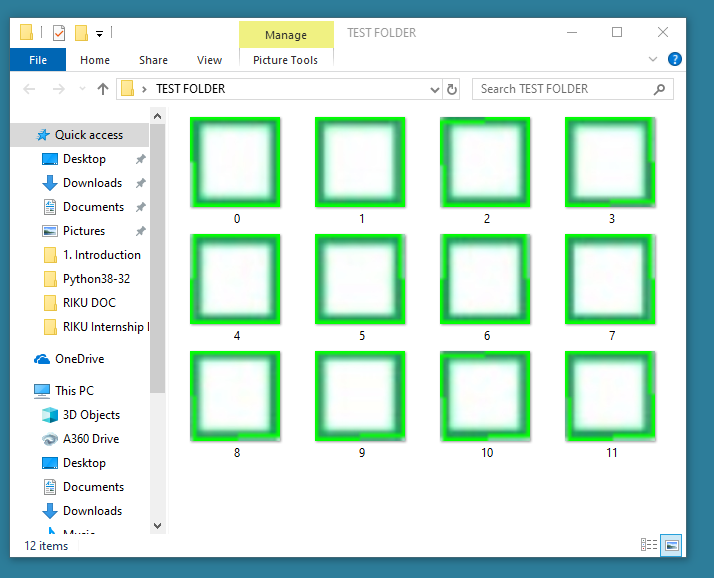 Manage
TEST FOLDER
File
Home
Share
View
Picture Tools
?
TEST FOLDER
Search TEST FOLDER
Quick access
Desktop
Downloads
Documents
Pictures
1. Introduction
Python38-32
RIKU DOC
RIKU Internship
OneDrive
This PC
3D Objects
A360 Drive
Desktop
Documents
Downloads
0
1
2
3
4
5
6
7
8
9
10
11
12 items